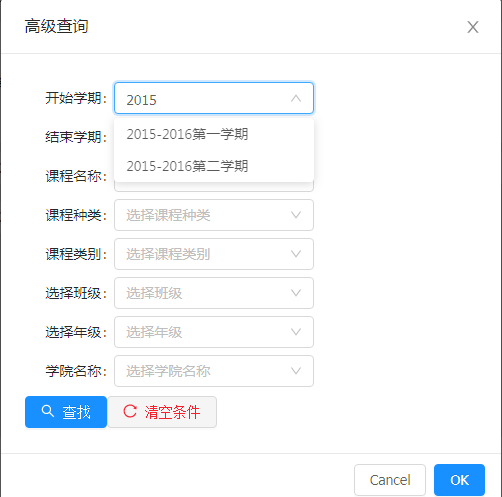 高级查询
开始学期: 2015
2015-2016第一学期
结束学期:
2015-2016第二学期
课程名称:
课程种类: 选择课程种类
课程类别: 选择课程类别
选择班级: 选择班级
选择年级: 选择年级
学院名称: 选择学院名称
查找 清空条件
Cancel OK